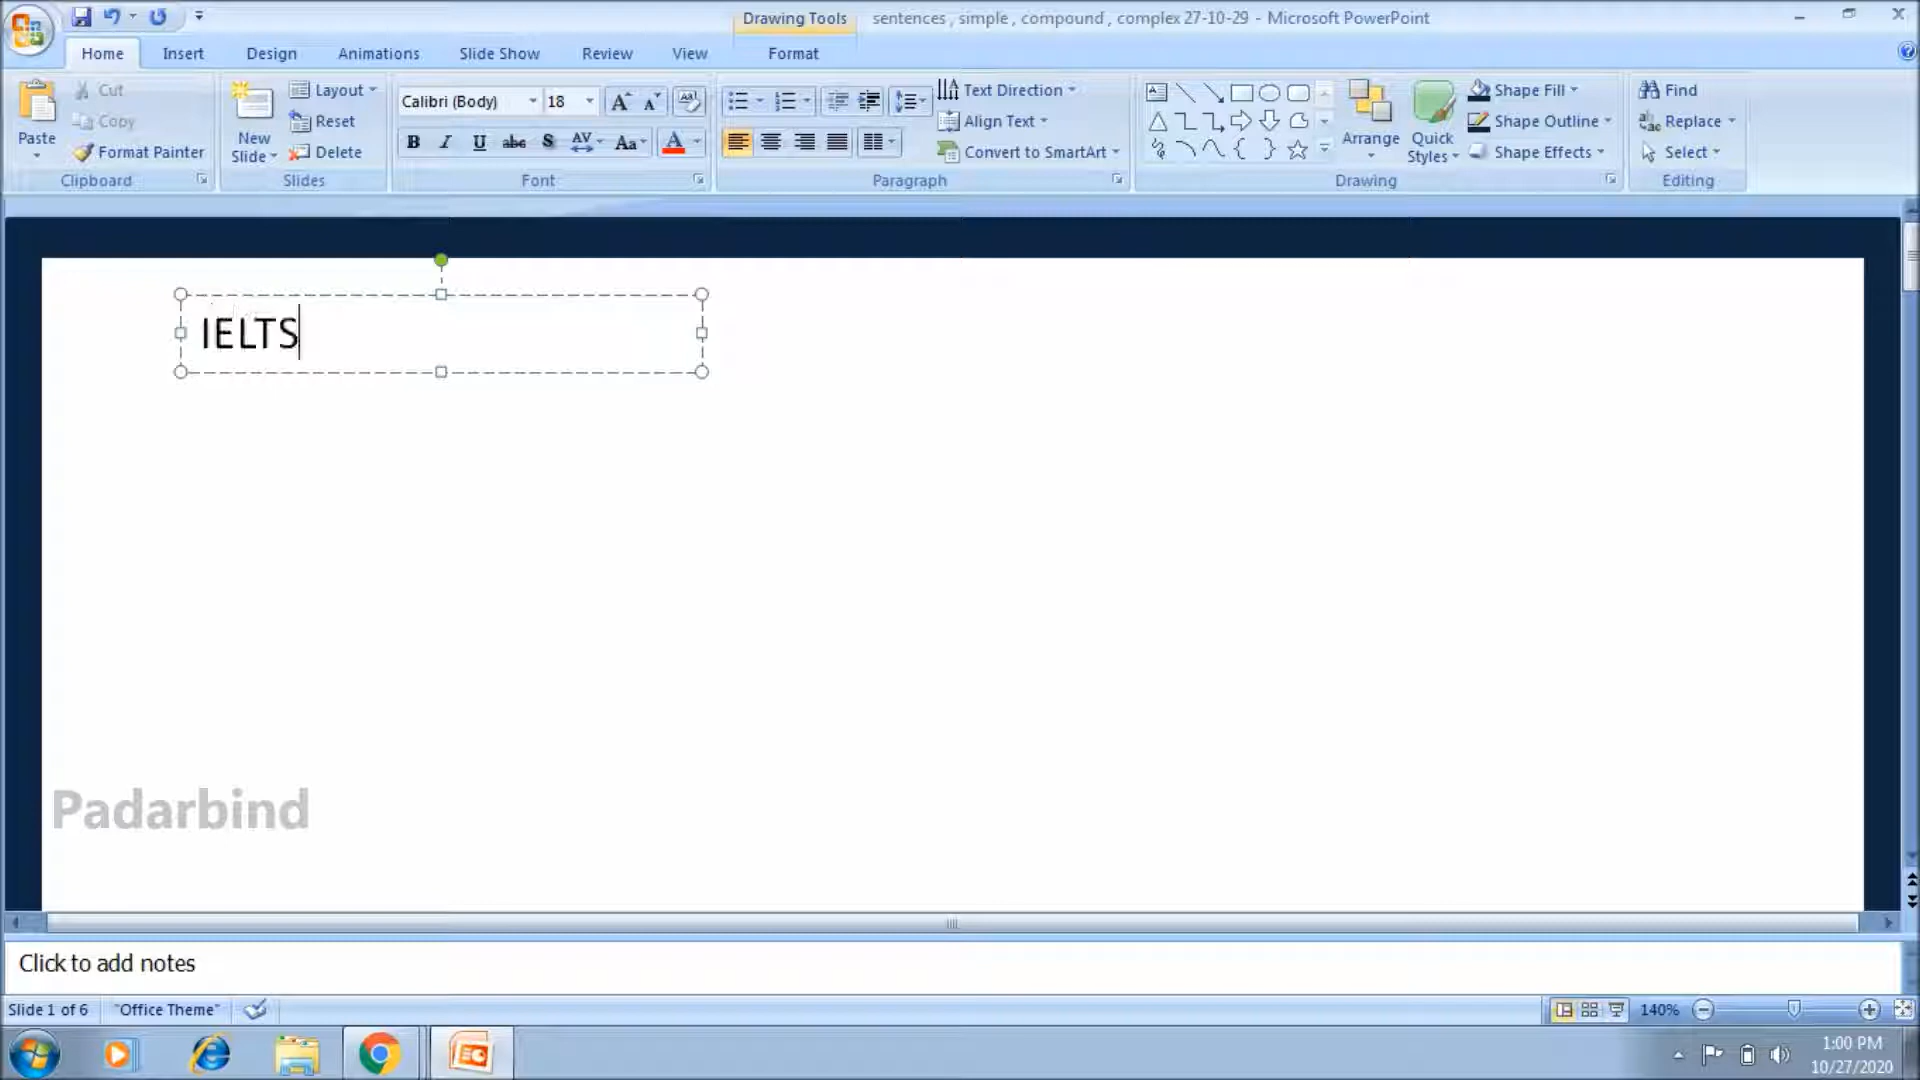 Drawing Tools sentences , simple , compound , complex 27-10-29 - Microsoft PowerPoint
Home Insert Design Animations Slide Show Review View Format
Paste
Cut
Copy
Format Painter
Clipboard
New Slide
Layout
Reset
Delete
Slides
Calibri (Body) 18
B I U abc S AV Aa A
Font
Text Direction
Align Text
Convert to SmartArt
Paragraph
Arrange
Quick Styles
Shape Fill
Shape Outline
Shape Effects
Drawing
Find
Replace
Select
Editing
IELTS
Padarbind
Click to add notes
Slide 1 of 6 "Office Theme" 140%
1:00 PM
10/27/2020